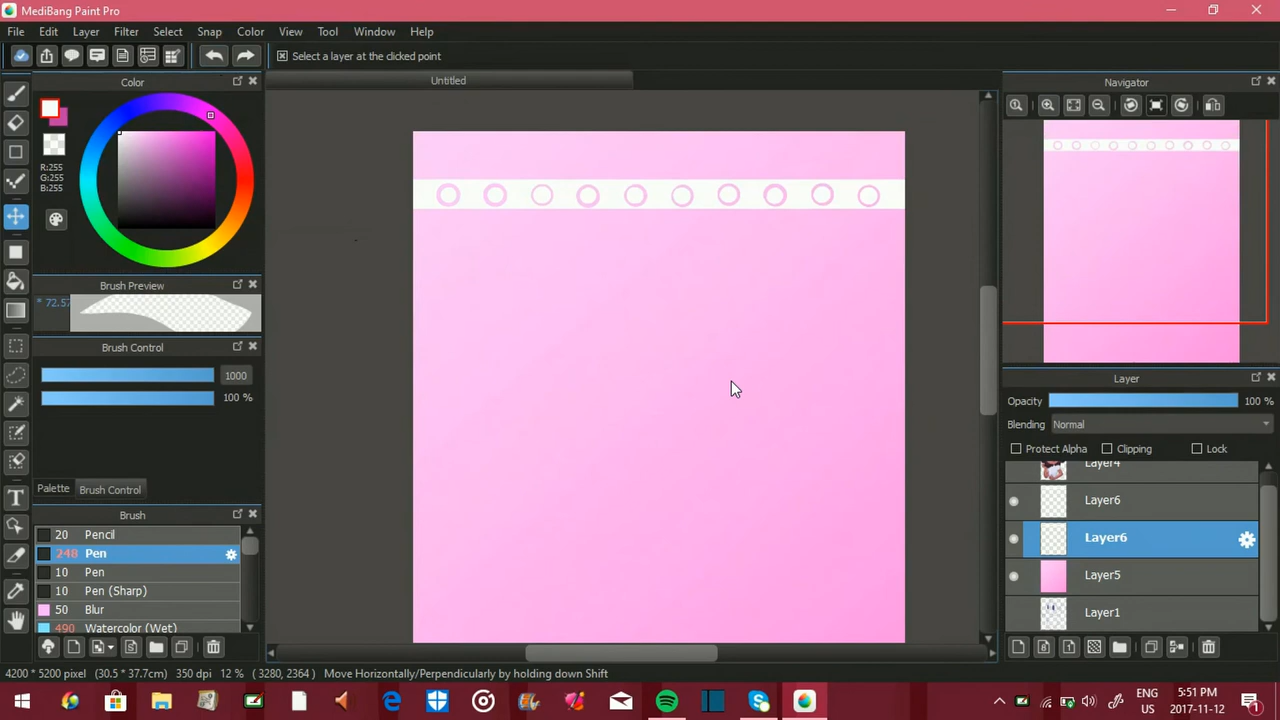 MediBang Paint Pro
File Edit Layer Filter Select Snap Color View Tool Window Help
Select a layer at the clicked point
Color
Untitled
Navigator
R:255
G:255
B:255
Brush Preview
* 72.57
Brush Control
1000
100 %
Palette Brush Control
Brush
20 Pencil
248 Pen
10 Pen
10 Pen (Sharp)
50 Blur
490 Watercolor (Wet)
Layer
Opacity 100 %
Blending Normal
Protect Alpha Clipping Lock
Layer4
Layer6
Layer6
Layer5
Layer1
4200 * 5200 pixel (30.5 * 37.7cm) 350 dpi 12 % ( 3280, 2364 ) Move Horizontally/Perpendicularly by holding down Shift
ENG
US
5:51 PM
2017-11-12
1